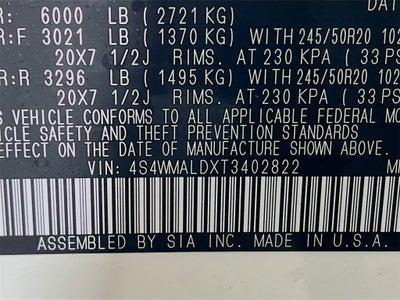 DAT
R: 6000 LB ( 2721 KG)
R:F 3021 LB ( 1370 KG) WITH 245/50R20 102
20X7 1/2J RIMS. AT 230 KPA ( 33 PS
R:R 3296 LB ( 1495 KG) WITH 245/50R20 102
20X7 1/2J RIMS. AT 230 KPA ( 33 PS
S VEHICLE CONFORMS TO ALL APPLICABLE FEDERAL MO
VEHICLE SAFETY AND THEFT PREVENTION STANDARDS
EFFECT ON THE DATE OF MANUFACTURE SHOWN ABOVE.
VIN: 4S4WMALDXT3402822 M
ASSEMBLED BY SIA INC. MADE IN U.S.A.